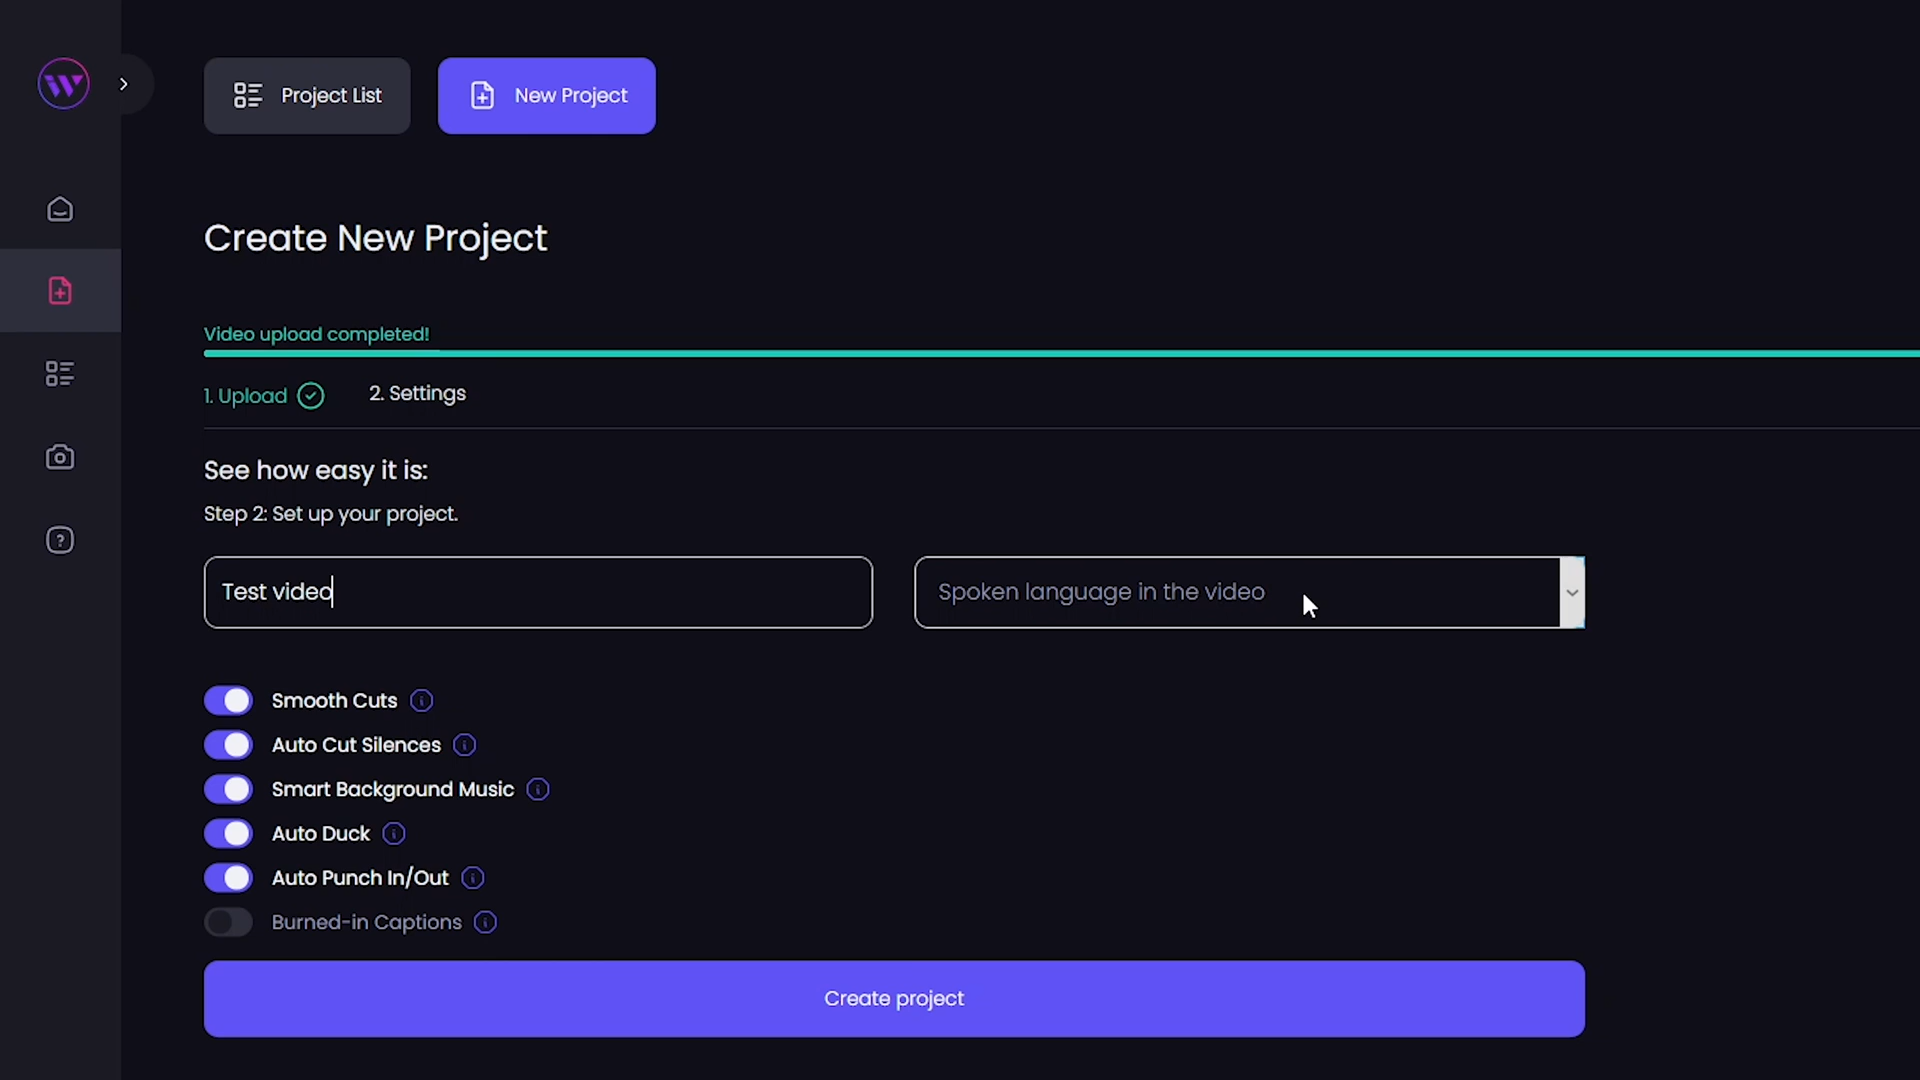 Project List
New Project
Create New Project
Video upload completed!
1. Upload
2. Settings
See how easy it is:
Step 2: Set up your project.
Test video
Spoken language in the video
Smooth Cuts
Auto Cut Silences
Smart Background Music
Auto Duck
Auto Punch In/Out
Burned-in Captions
Create project